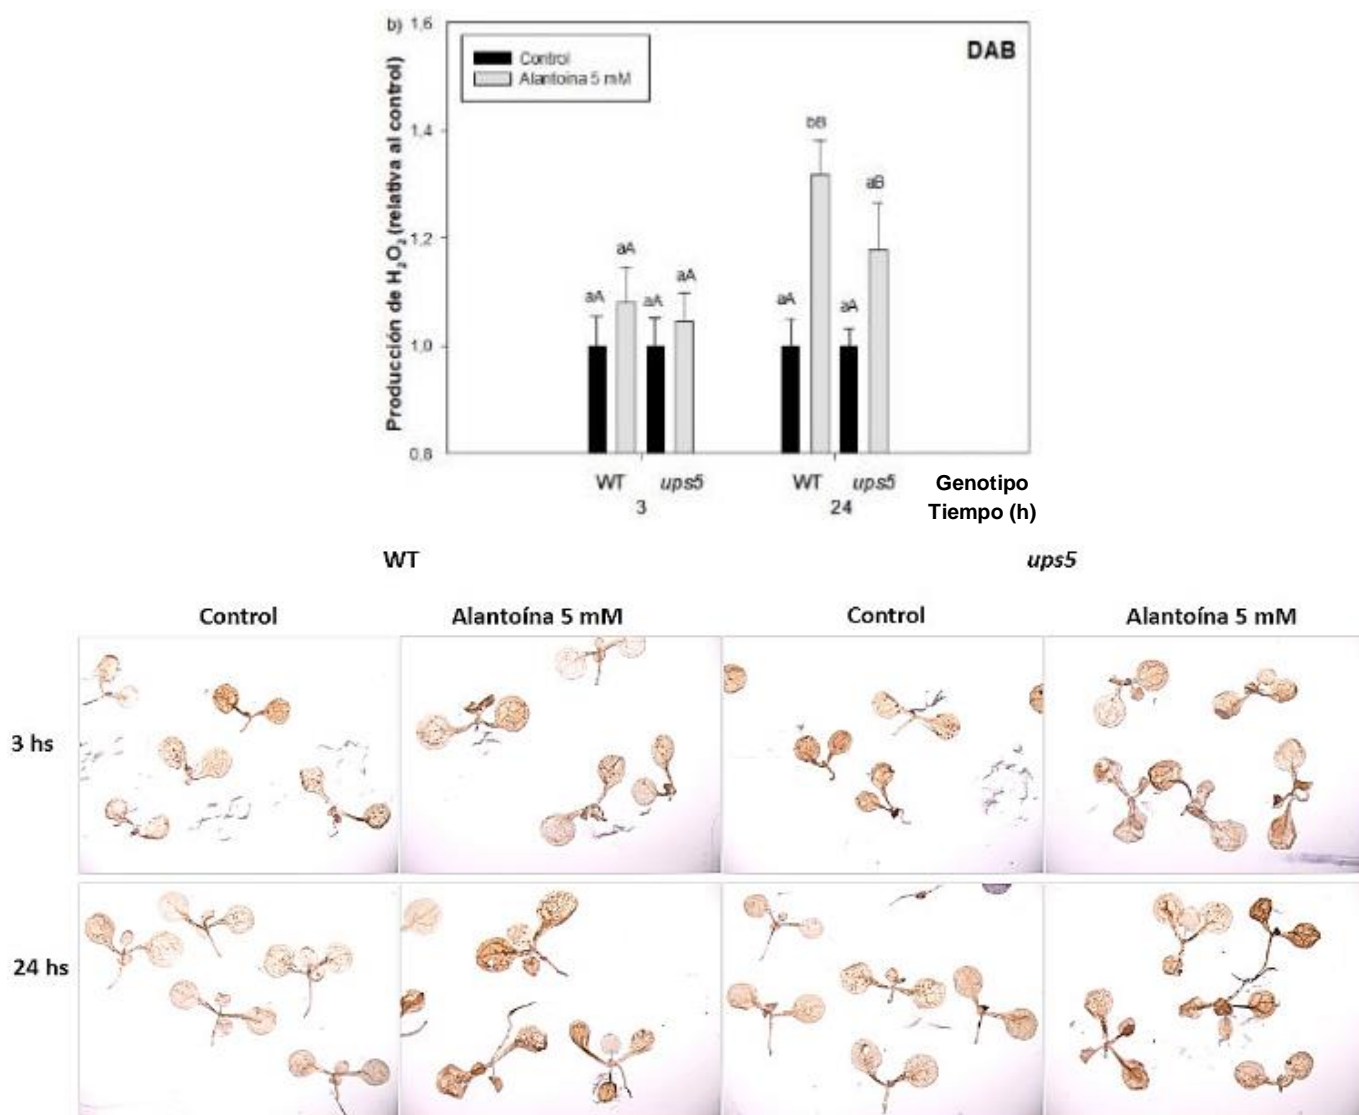 b)
1,6
1,4
1,2
1,0
0,8
Producción de H₂O₂ (relativa al control)
Control
Alantoína 5 mM
DAB
aA
aA
aA
aA
aA
bB
aA
aB
WT ups5 WT ups5 Genotipo
3 24 Tiempo (h)
WT ups5
Control Alantoína 5 mM Control Alantoína 5 mM
3 hs
24 hs